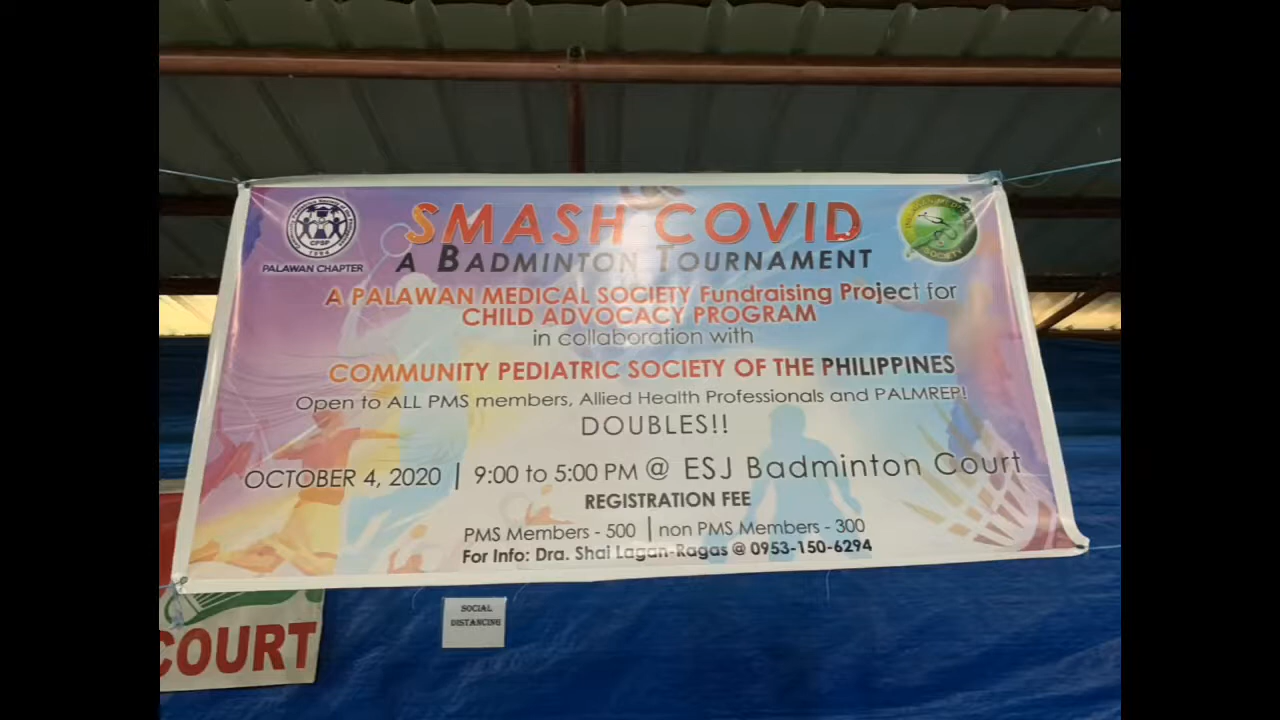 SMASH COVID
A BADMINTON TOURNAMENT
CPSP
PALAWAN CHAPTER
SOCIETY
A PALAWAN MEDICAL SOCIETY Fundraising Project for
CHILD ADVOCACY PROGRAM
in collaboration with
COMMUNITY PEDIATRIC SOCIETY OF THE PHILIPPINES
Open to ALL PMS members, Allied Health Professionals and PALMREP!
DOUBLES!!
OCTOBER 4, 2020 | 9:00 to 5:00 PM @ ESJ Badminton Court
REGISTRATION FEE
PMS Members - 500 | non PMS Members - 300
For Info: Dra. Shai Lagan-Ragas @ 0953-150-6294
SOCIAL
DISTANCING
COURT